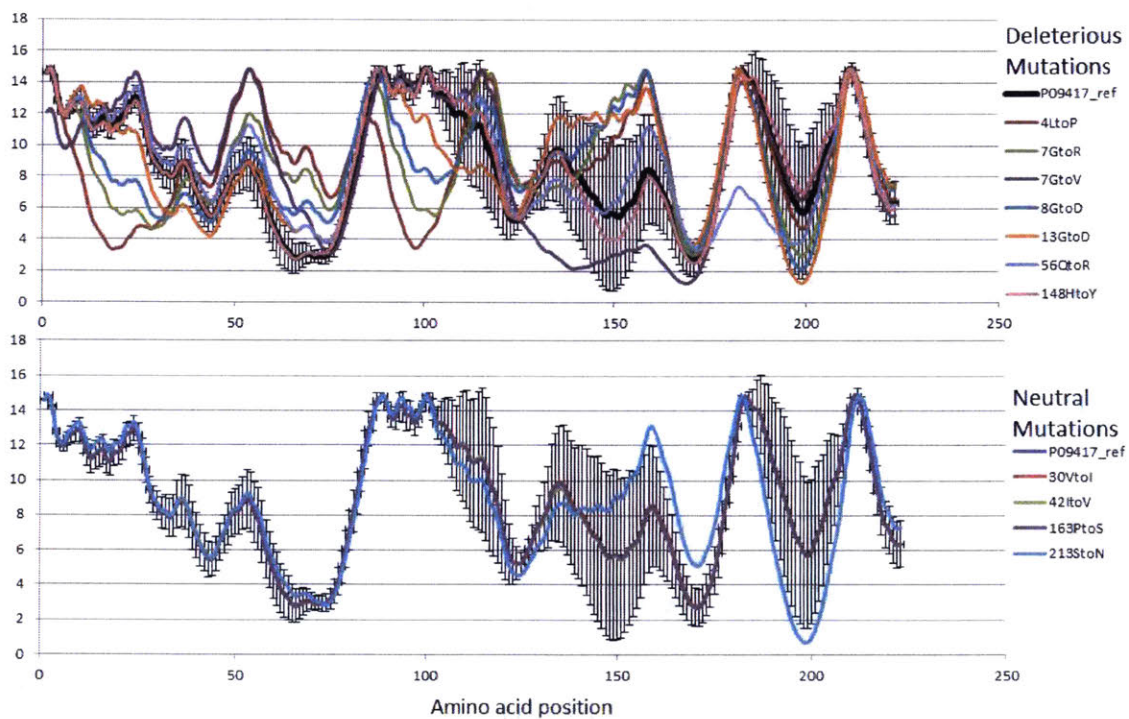 18
16
14
12
10
8
6
4
2
0
0 50 100 150 200 250
Deleterious
Mutations
P09417_ref
4LtoP
7GtoR
7GtoV
8GtoD
13GtoD
56QtoR
148HtoY
18
16
14
12
10
8
6
4
2
0
0 50 100 150 200 250
Neutral
Mutations
P09417_ref
30VtoI
42ItoV
163PtoS
213StoN
Amino acid position